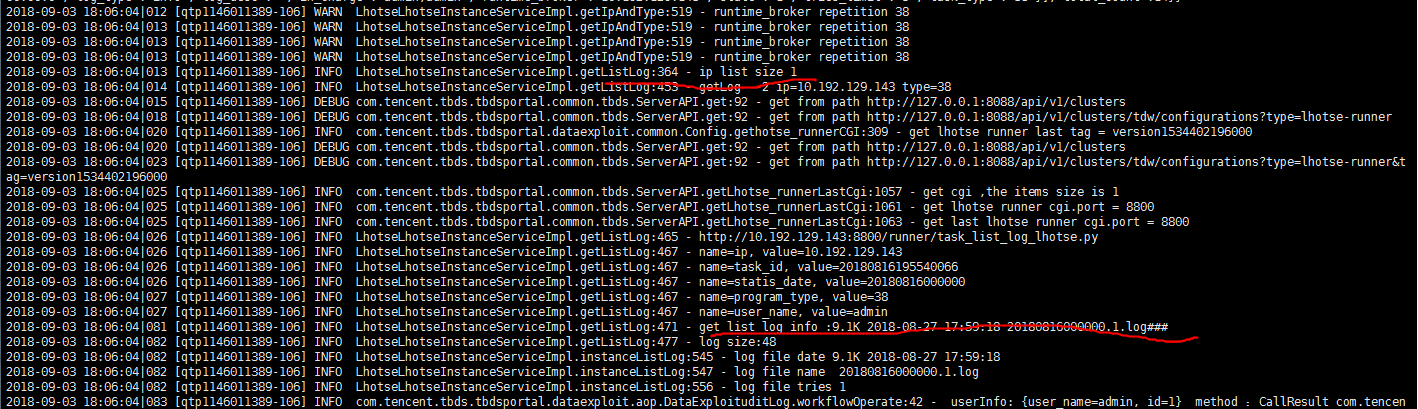 2018-09-03 18:06:04|012 [qtp1146011389-106] WARN  LhotseLhotseInstanceServiceImpl.getIpAndType:519 - runtime_broker repetition 38
2018-09-03 18:06:04|013 [qtp1146011389-106] WARN  LhotseLhotseInstanceServiceImpl.getIpAndType:519 - runtime_broker repetition 38
2018-09-03 18:06:04|013 [qtp1146011389-106] WARN  LhotseLhotseInstanceServiceImpl.getIpAndType:519 - runtime_broker repetition 38
2018-09-03 18:06:04|013 [qtp1146011389-106] WARN  LhotseLhotseInstanceServiceImpl.getIpAndType:519 - runtime_broker repetition 38
2018-09-03 18:06:04|013 [qtp1146011389-106] INFO  LhotseLhotseInstanceServiceImpl.getListLog:364 - ip list size 1
2018-09-03 18:06:04|014 [qtp1146011389-106] INFO  LhotseLhotseInstanceServiceImpl.getListLog:453 - getLog  2 ip=10.192.129.143 type=38
2018-09-03 18:06:04|015 [qtp1146011389-106] DEBUG com.tencent.tbds.tbdsportal.common.tbds.ServerAPI.get:92 - get from path http://127.0.0.1:8088/api/v1/clusters
2018-09-03 18:06:04|018 [qtp1146011389-106] DEBUG com.tencent.tbds.tbdsportal.common.tbds.ServerAPI.get:92 - get from path http://127.0.0.1:8088/api/v1/clusters/tdw/configurations?type=lhotse-runner
2018-09-03 18:06:04|020 [qtp1146011389-106] INFO  com.tencent.tbds.tbdsportal.dataexploit.common.Config.gethotse_runnerCGI:309 - get lhotse runner last tag = version1534402196000
2018-09-03 18:06:04|020 [qtp1146011389-106] DEBUG com.tencent.tbds.tbdsportal.common.tbds.ServerAPI.get:92 - get from path http://127.0.0.1:8088/api/v1/clusters
2018-09-03 18:06:04|023 [qtp1146011389-106] DEBUG com.tencent.tbds.tbdsportal.common.tbds.ServerAPI.get:92 - get from path http://127.0.0.1:8088/api/v1/clusters/tdw/configurations?type=lhotse-runner&t
ag=version1534402196000
2018-09-03 18:06:04|025 [qtp1146011389-106] INFO  com.tencent.tbds.tbdsportal.common.tbds.ServerAPI.getLhotse_runnerLastCgi:1057 - get cgi ,the items size is 1
2018-09-03 18:06:04|025 [qtp1146011389-106] INFO  com.tencent.tbds.tbdsportal.common.tbds.ServerAPI.getLhotse_runnerLastCgi:1061 - get lhotse runner cgi.port = 8800
2018-09-03 18:06:04|025 [qtp1146011389-106] INFO  com.tencent.tbds.tbdsportal.common.tbds.ServerAPI.getLhotse_runnerLastCgi:1063 - get last lhotse runner cgi.port = 8800
2018-09-03 18:06:04|026 [qtp1146011389-106] INFO  LhotseLhotseInstanceServiceImpl.getListLog:465 - http://10.192.129.143:8800/runner/task_list_log_lhotse.py
2018-09-03 18:06:04|026 [qtp1146011389-106] INFO  LhotseLhotseInstanceServiceImpl.getListLog:467 - name=ip, value=10.192.129.143
2018-09-03 18:06:04|026 [qtp1146011389-106] INFO  LhotseLhotseInstanceServiceImpl.getListLog:467 - name=task_id, value=20180816195540066
2018-09-03 18:06:04|026 [qtp1146011389-106] INFO  LhotseLhotseInstanceServiceImpl.getListLog:467 - name=statis_date, value=20180816000000
2018-09-03 18:06:04|027 [qtp1146011389-106] INFO  LhotseLhotseInstanceServiceImpl.getListLog:467 - name=program_type, value=38
2018-09-03 18:06:04|027 [qtp1146011389-106] INFO  LhotseLhotseInstanceServiceImpl.getListLog:467 - name=user_name, value=admin
2018-09-03 18:06:04|081 [qtp1146011389-106] INFO  LhotseLhotseInstanceServiceImpl.getListLog:471 - get list log info :9.1K 2018-08-27 17:59:18 20180816000000.1.log###
2018-09-03 18:06:04|082 [qtp1146011389-106] INFO  LhotseLhotseInstanceServiceImpl.getListLog:477 - log size:48
2018-09-03 18:06:04|082 [qtp1146011389-106] INFO  LhotseLhotseInstanceServiceImpl.instanceListLog:545 - log file date 9.1K 2018-08-27 17:59:18
2018-09-03 18:06:04|082 [qtp1146011389-106] INFO  LhotseLhotseInstanceServiceImpl.instanceListLog:547 - log file name  20180816000000.1.log
2018-09-03 18:06:04|082 [qtp1146011389-106] INFO  LhotseLhotseInstanceServiceImpl.instanceListLog:556 - log file tries 1
2018-09-03 18:06:04|083 [qtp1146011389-106] INFO  com.tencent.tbds.tbdsportal.dataexploit.aop.DataExploituditLog.workflowOperate:42 -  userInfo: {user_name=admin, id=1}  method : CallResult com.tencen